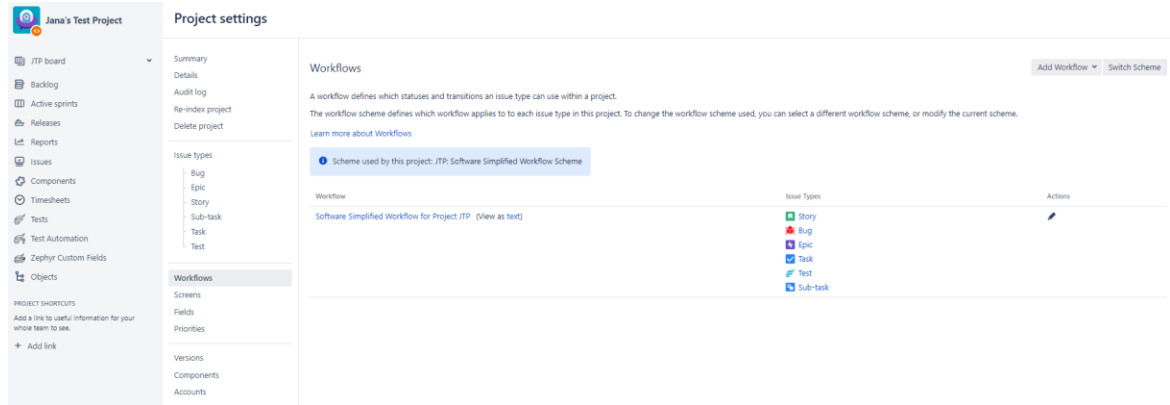 Jana's Test Project
JTP board
Backlog
Active sprints
Releases
Reports
Issues
Components
Timesheets
Tests
Test Automation
Zephyr Custom Fields
Objects
PROJECT SHORTCUTS
Add a link to useful information for your
whole team to see.
+ Add link
Project settings
Summary
Details
Audit log
Re-index project
Delete project
Issue types
Bug
Epic
Story
Sub-task
Task
Test
Workflows
Screens
Fields
Priorities
Versions
Components
Accounts
Workflows
Add Workflow
Switch Scheme
A workflow defines which statuses and transitions an issue type can use within a project.
The workflow scheme defines which workflow applies to to each issue type in this project. To change the workflow scheme used, you can select a different workflow scheme, or modify the current scheme.
Learn more about Workflows
Scheme used by this project: JTP: Software Simplified Workflow Scheme
Workflow Issue Types Actions
Software Simplified Workflow for Project JTP (View as text)
Story
Bug
Epic
Task
Test
Sub-task